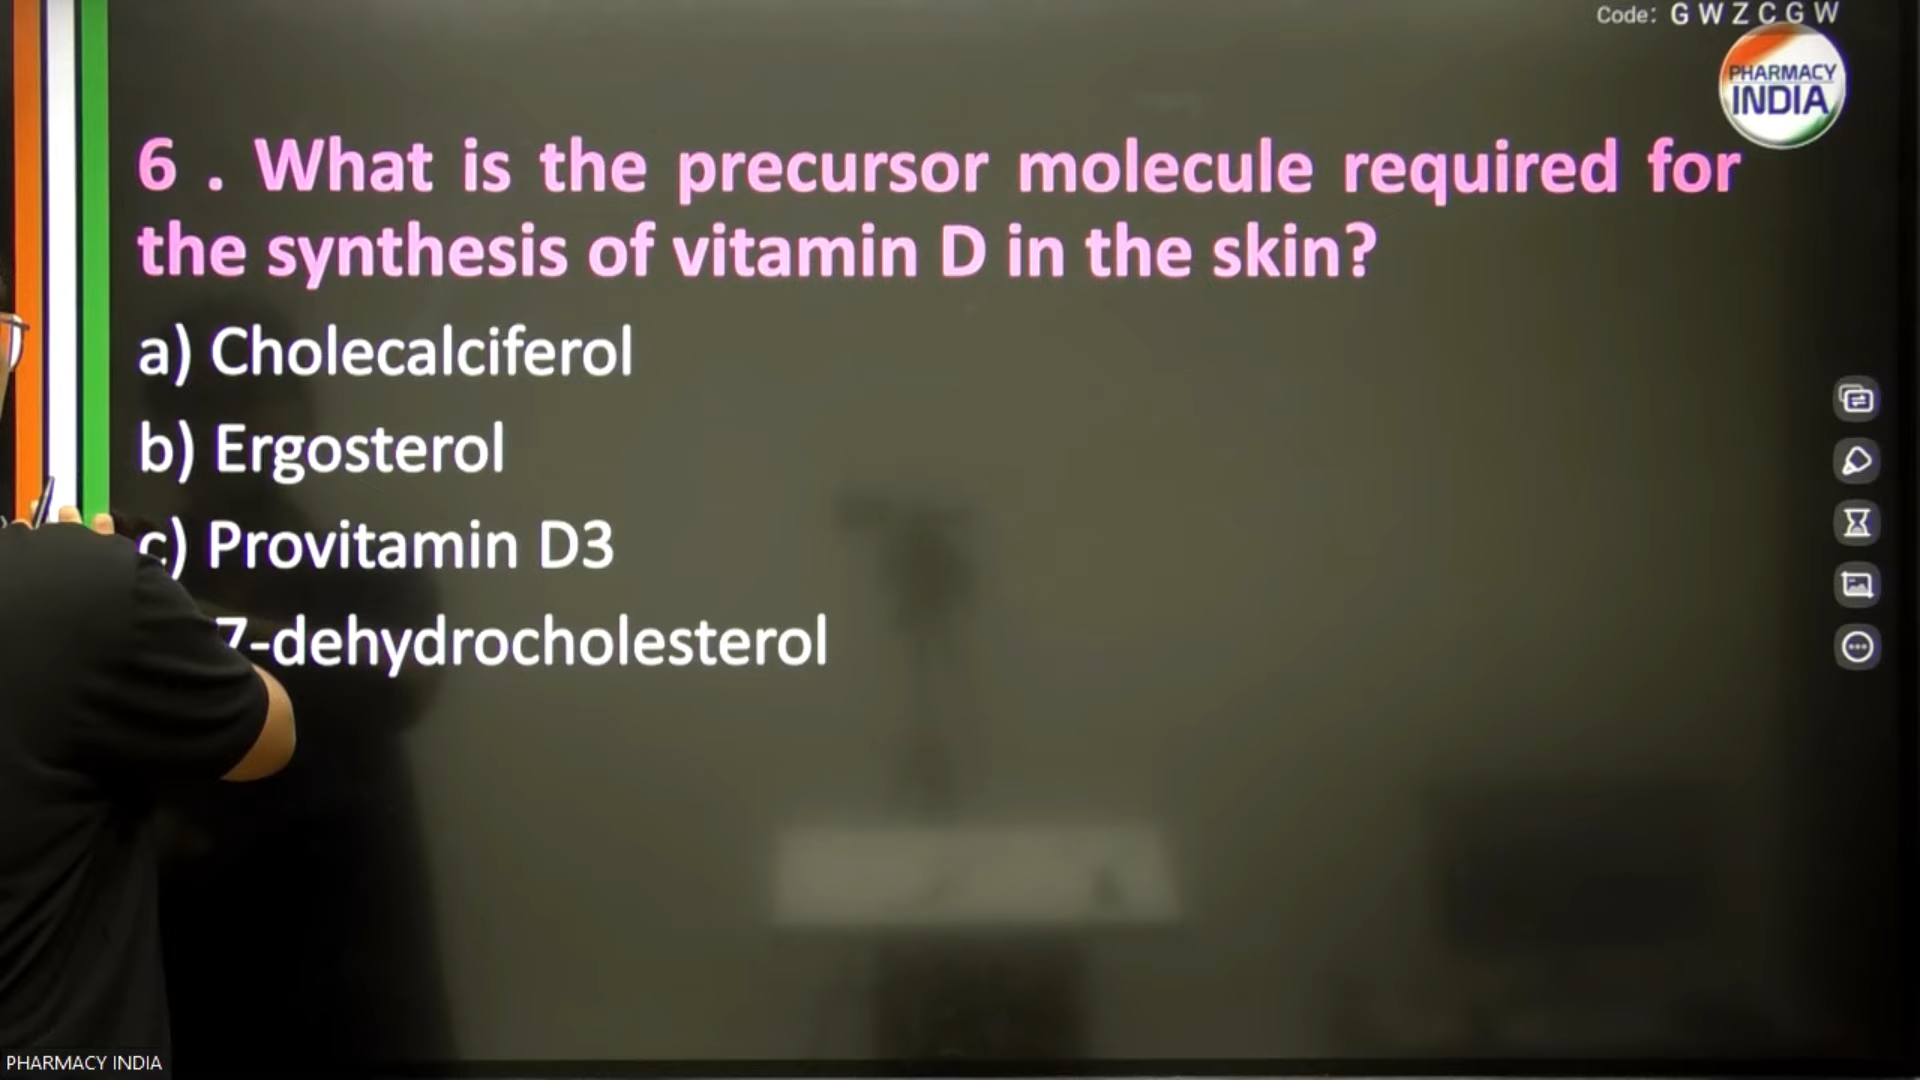 Code: G W Z C G W
PHARMACY
INDIA
6 . What is the precursor molecule required for
the synthesis of vitamin D in the skin?
a) Cholecalciferol
b) Ergosterol
c) Provitamin D3
7-dehydrocholesterol
PHARMACY INDIA